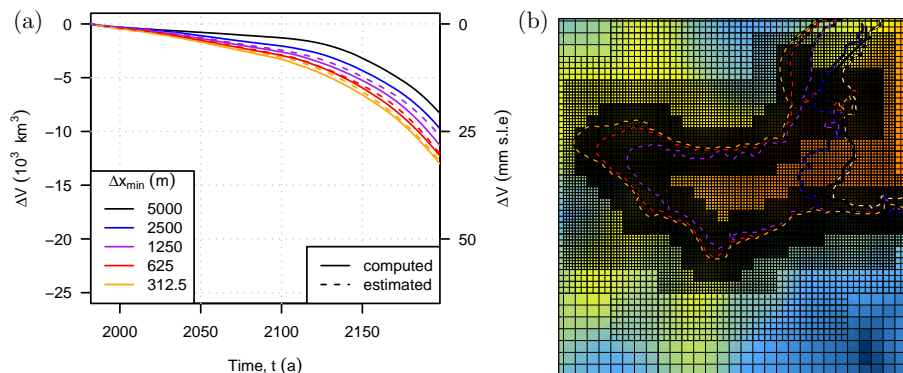 (a)
(b)
0
−5
−10
−15
−20
−25
ΔV (10³ km³)
0
25
50
ΔV (mm s.l.e)
Δxmin (m)
5000
2500
1250
625
312.5
computed
estimated
2000
2050
2100
2150
Time, t (a)